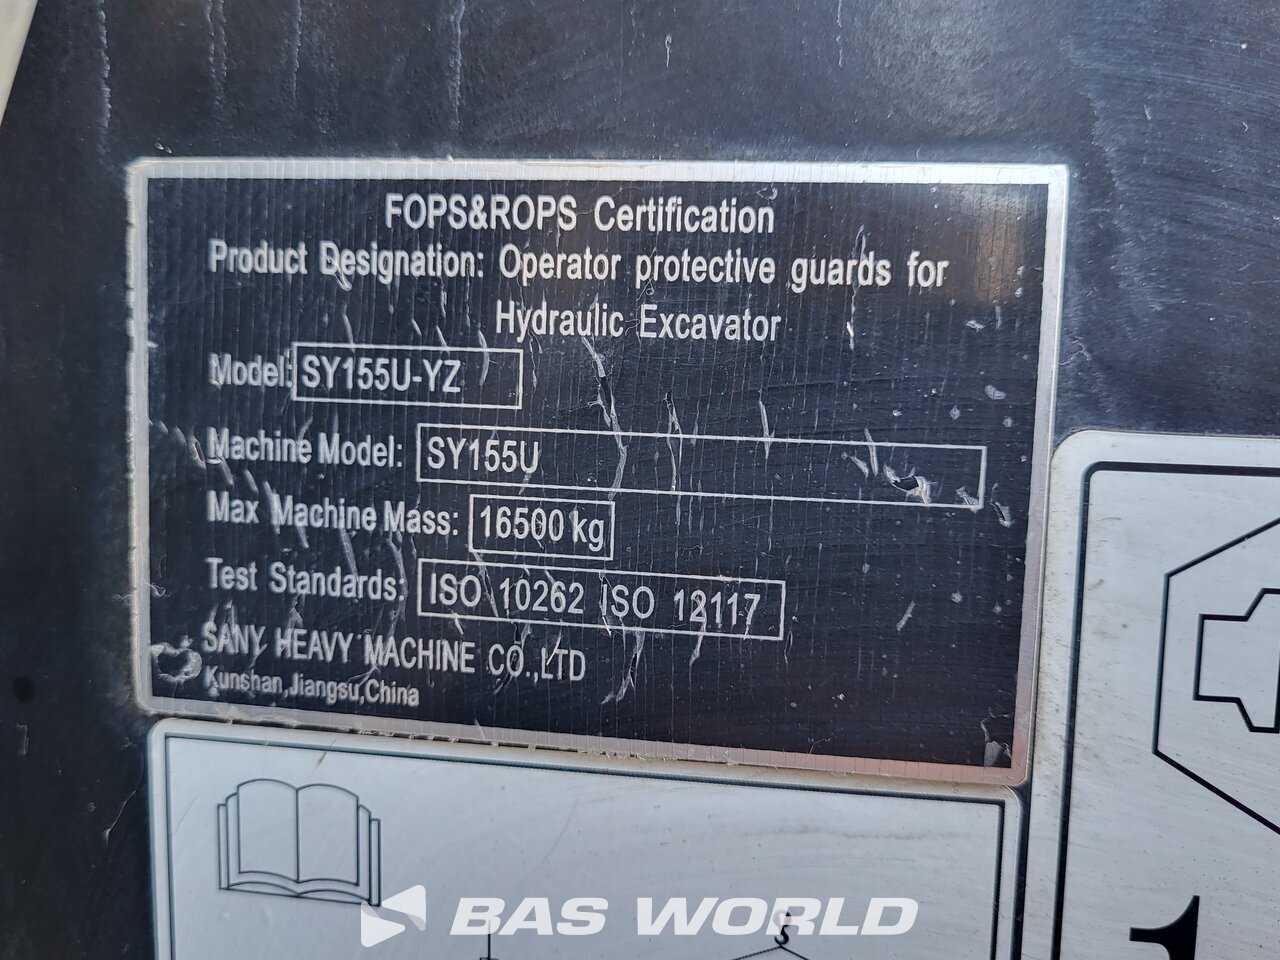 FOPS&ROPS Certification
Product Designation: Operator protective guards for
Hydraulic Excavator
Model: SY155U-YZ
Machine Model: SY155U
Max Machine Mass: 16500 kg
Test Standards: ISO 10262 ISO 12117
SANY HEAVY MACHINE CO.,LTD
Kunshan,Jiangsu,China
BAS WORLD